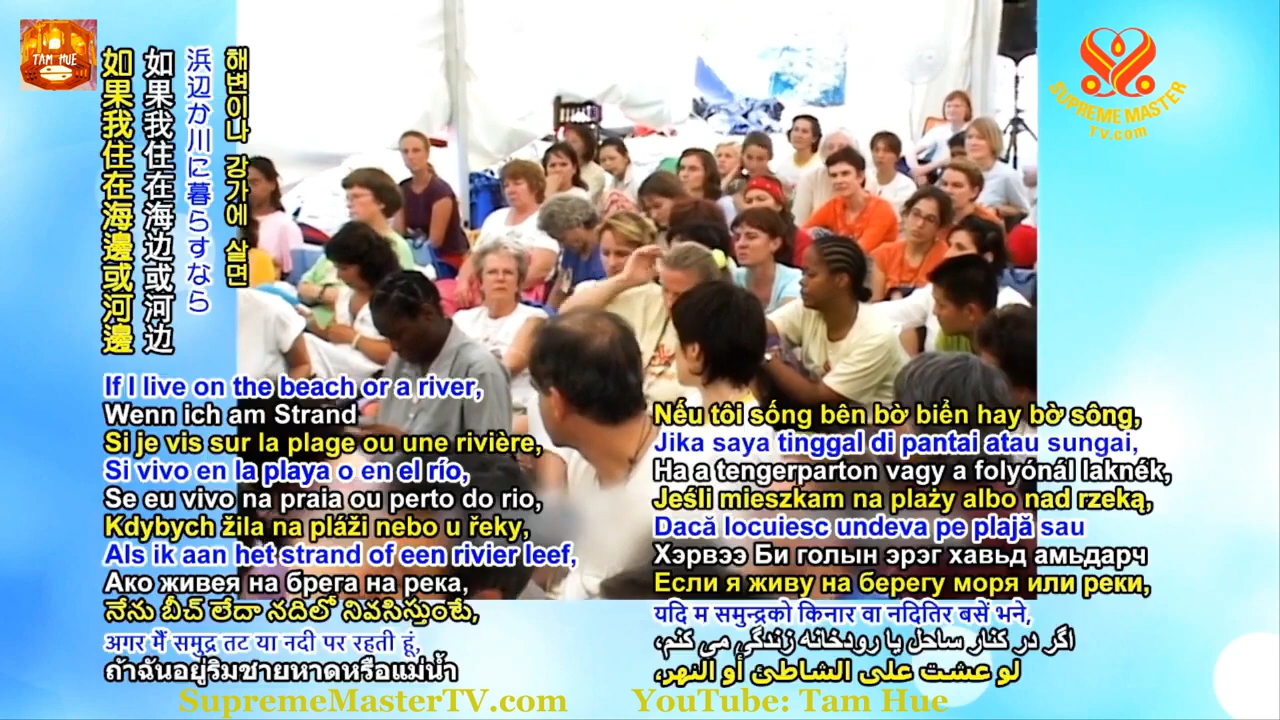 TAM HUE
SUPREME MASTER
TV.com
해변이나 강가에 살면
浜辺か川に暮らすなら
如果我住在海边或河边
如果我住在海邊或河邊
If I live on the beach or a river,
Wenn ich am Strand
Si je vis sur la plage ou une rivière,
Si vivo en la playa o en el río,
Se eu vivo na praia ou perto do rio,
Kdybych žila na pláži nebo u řeky,
Als ik aan het strand of een rivier leef,
Ако живея на брега на река,
నేను బీచ్ లేదా నదిలో నివసిస్తుంటే,
अगर मैं समुद्र तट या नदी पर रहती हूं,
ถ้าฉันอยู่ริมชายหาดหรือแม่น้ำ
Nếu tôi sống bên bờ biển hay bờ sông,
Jika saya tinggal di pantai atau sungai,
Ha a tengerparton vagy a folyónál laknék,
Jeśli mieszkam na plaży albo nad rzeką,
Dacă locuiesc undeva pe plajă sau
Хэрвээ Би голын эрэг хавьд амьдарч
Если я живу на берегу моря или реки,
यदि म समुन्द्रको किनार वा नदितिर बसें भने,
اگر در کنار ساحل یا رودخانه زندگی می کنم،
لو عشت على الشاطئ أو النهر،
SupremeMasterTV.com
YouTube: Tam Hue